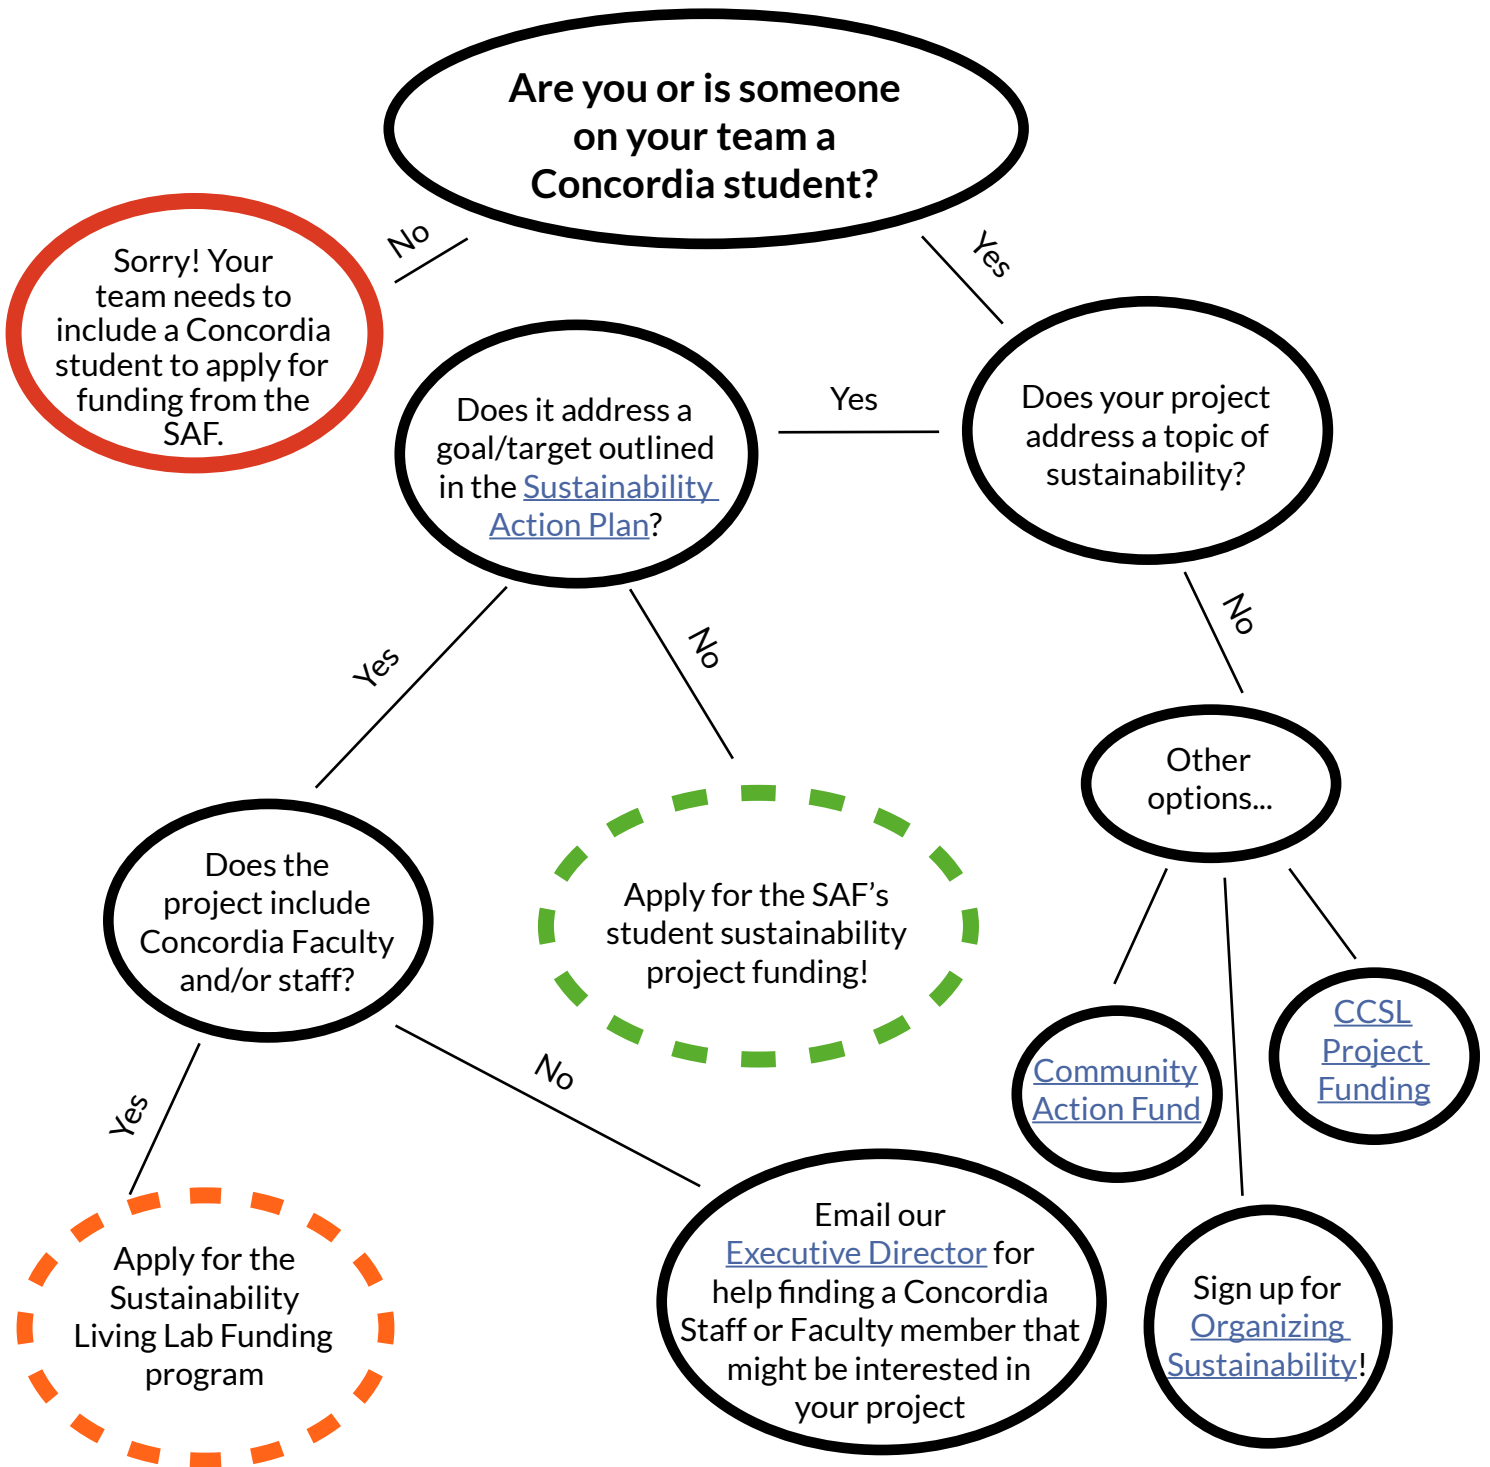 Are you or is someone
on your team a
Concordia student?
No
Yes
Sorry! Your
team needs to
include a Concordia
student to apply for
funding from the
SAF.
Does it address a
goal/target outlined
in the Sustainability
Action Plan?
Yes
Does your project
address a topic of
sustainability?
Yes
No
No
Other
options...
Does the
project include
Concordia Faculty
and/or staff?
Apply for the SAF’s
student sustainability
project funding!
Community
Action Fund
CCSL
Project
Funding
Yes
No
Apply for the
Sustainability
Living Lab Funding
program
Email our
Executive Director for
help finding a Concordia
Staff or Faculty member that
might be interested in
your project
Sign up for
Organizing
Sustainability!